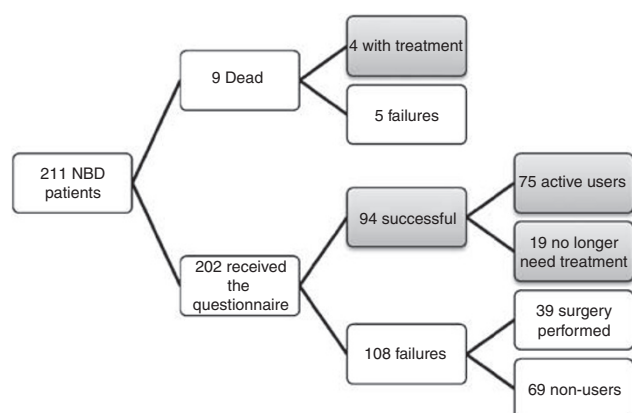 211 NBD
patients
9 Dead
4 with treatment
5 failures
202 received
the
questionnaire
94 successful
75 active users
19 no longer
need treatment
108 failures
39 surgery
performed
69 non-users